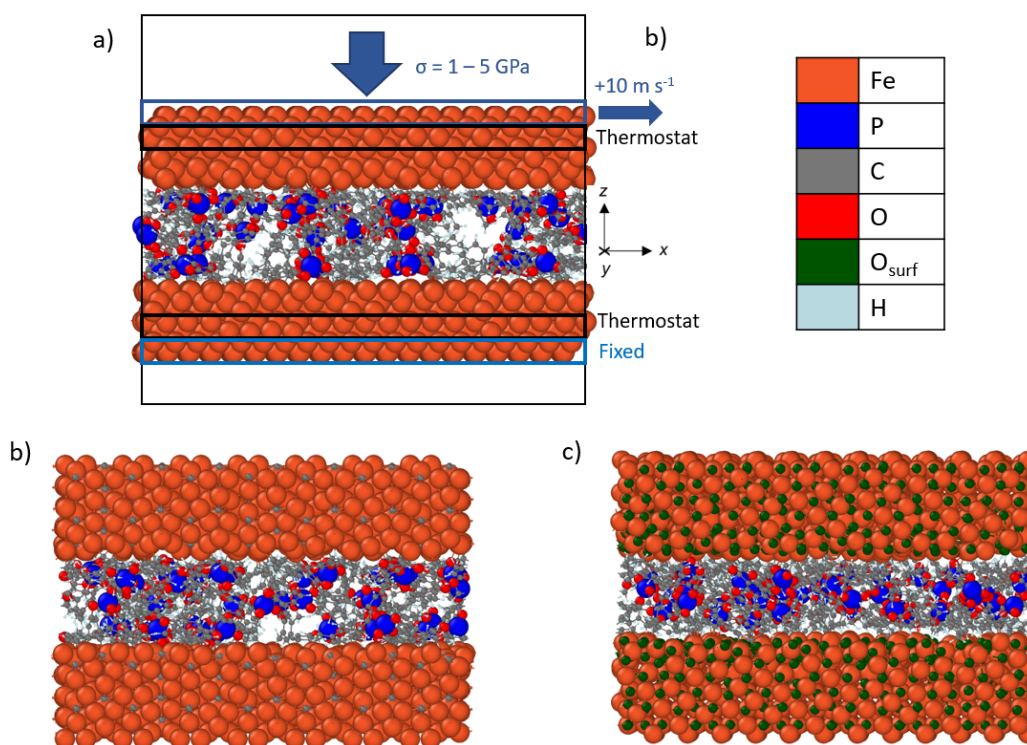 a)
σ = 1 – 5 GPa
+10 m s⁻¹
Thermostat
z
x
y
Thermostat
Fixed
b)
Fe
P
C
O
Osurf
H
b)
c)